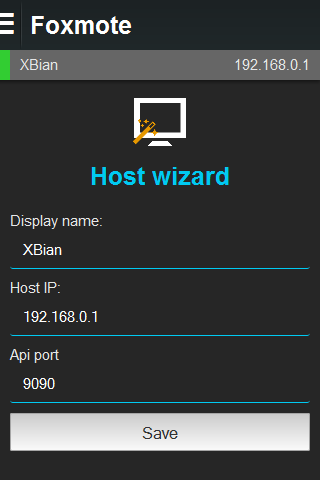 Foxmote
XBian 192.168.0.1
Host wizard
Display name:
XBian
Host IP:
192.168.0.1
Api port
9090
Save